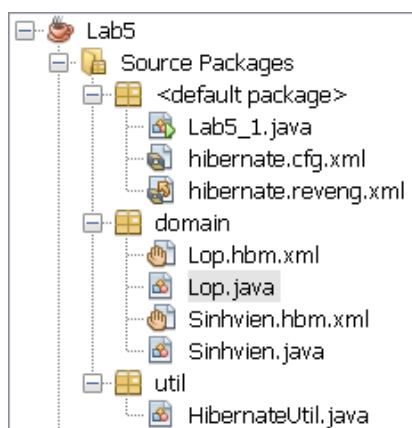 Lab5
Source Packages
<default package>
Lab5_1.java
hibernate.cfg.xml
hibernate.reveng.xml
domain
Lop.hbm.xml
Lop.java
Sinhvien.hbm.xml
Sinhvien.java
util
HibernateUtil.java